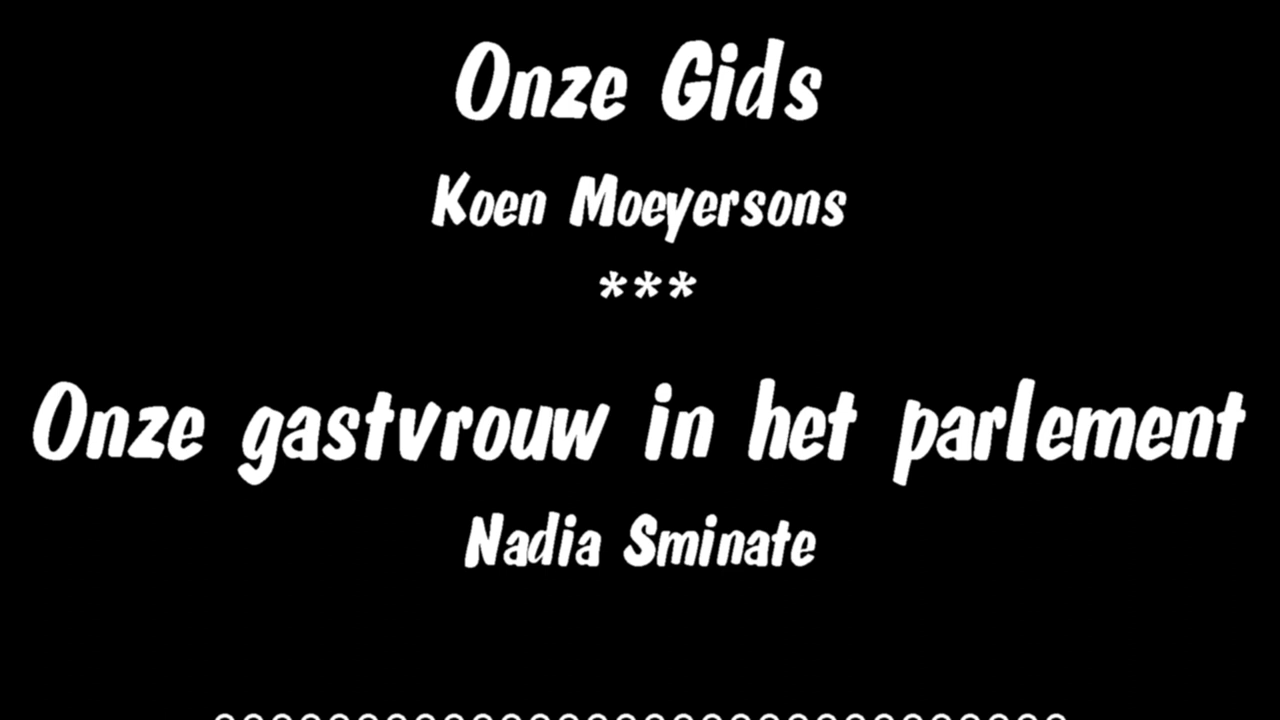 Onze Gids
Koen Moeyersons
***
Onze gastvrouw in het parlement
Nadia Sminate